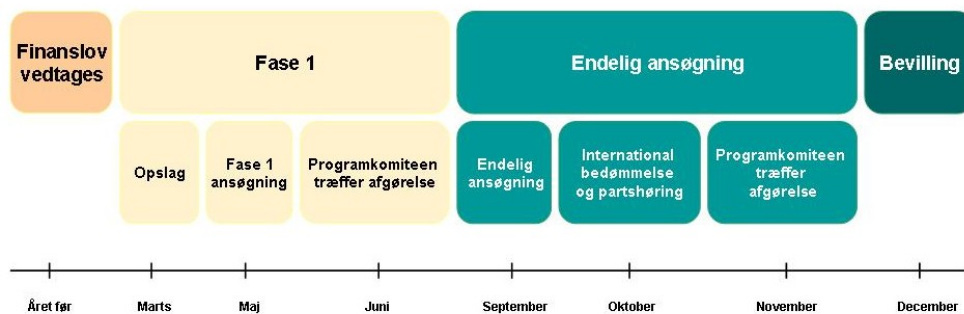 Finanslov
vedtages
Fase 1
Endelig ansøgning
Bevilling
Opslag
Fase 1
ansøgning
Programkomiteen
træffer afgørelse
Endelig
ansøgning
International
bedømmelse
og partshøring
Programkomiteen
træffer
afgørelse
Året før
Marts
Maj
Juni
September
Oktober
November
December